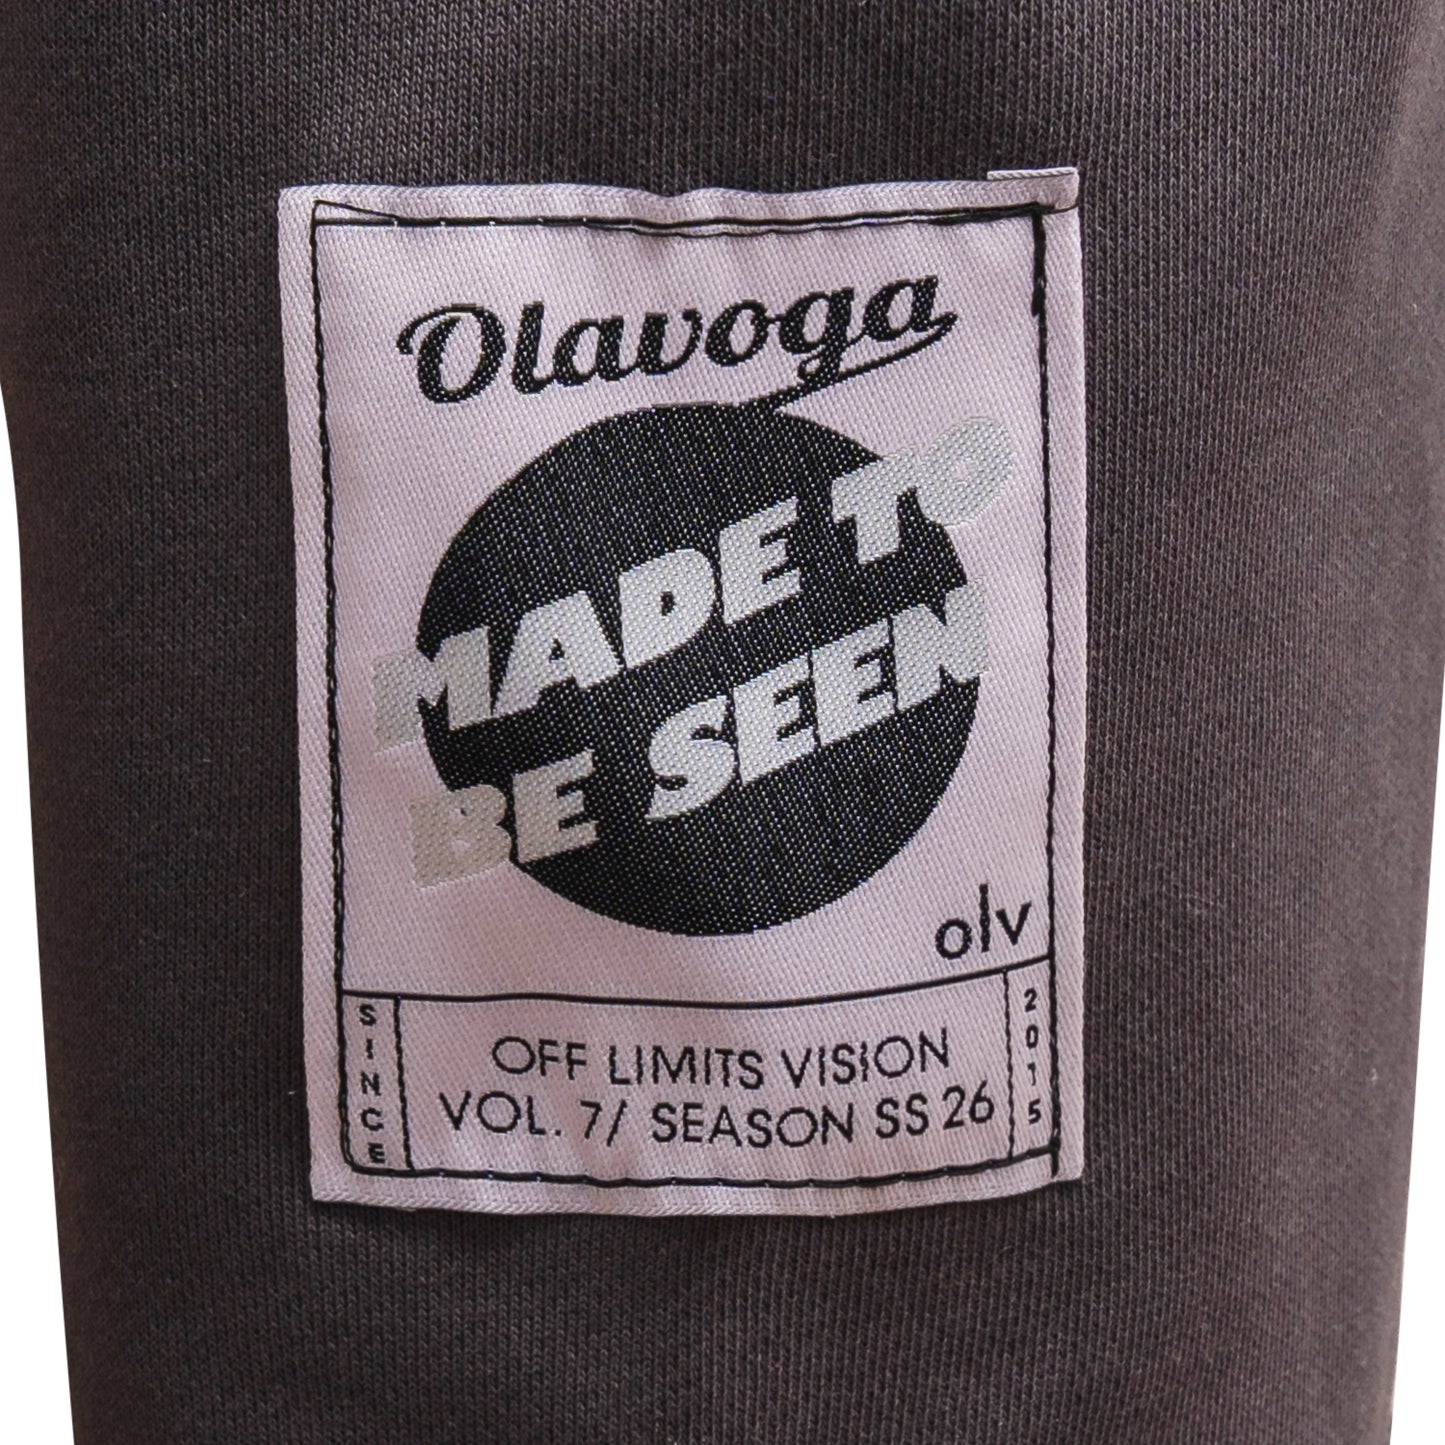 Olavoga
MADE TO
BE SEEN
olv
SINCE
OFF LIMITS VISION
VOL. 7/ SEASON SS 26
2015